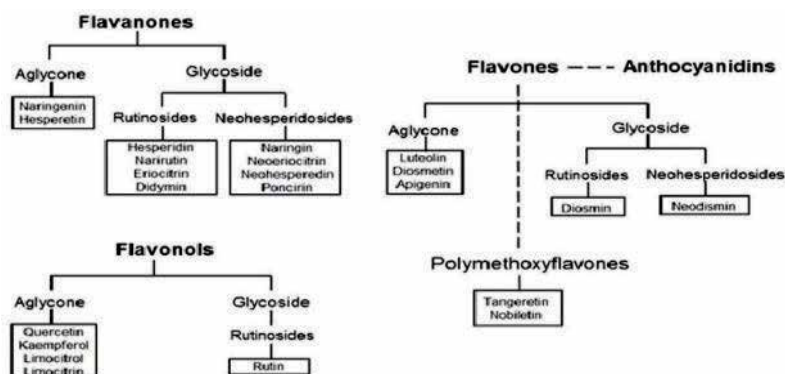 Flavanones
Aglycone
Glycoside
Naringenin
Hesperetin
Rutinosides
Neohesperidosides
Hesperidin
Narirutin
Eriocitrin
Didymin
Naringin
Neoeriocitrin
Neohesperedin
Poncirin
Flavonols
Aglycone
Glycoside
Quercetin
Kaempferol
Limocitrol
Limocitrin
Rutinosides
Rutin
Flavones --- Anthocyanidins
Aglycone
Glycoside
Luteolin
Diosmetin
Apigenin
Rutinosides
Neohesperidosides
Diosmin
Neodismin
Polymethoxyflavones
Tangeretin
Nobiletin